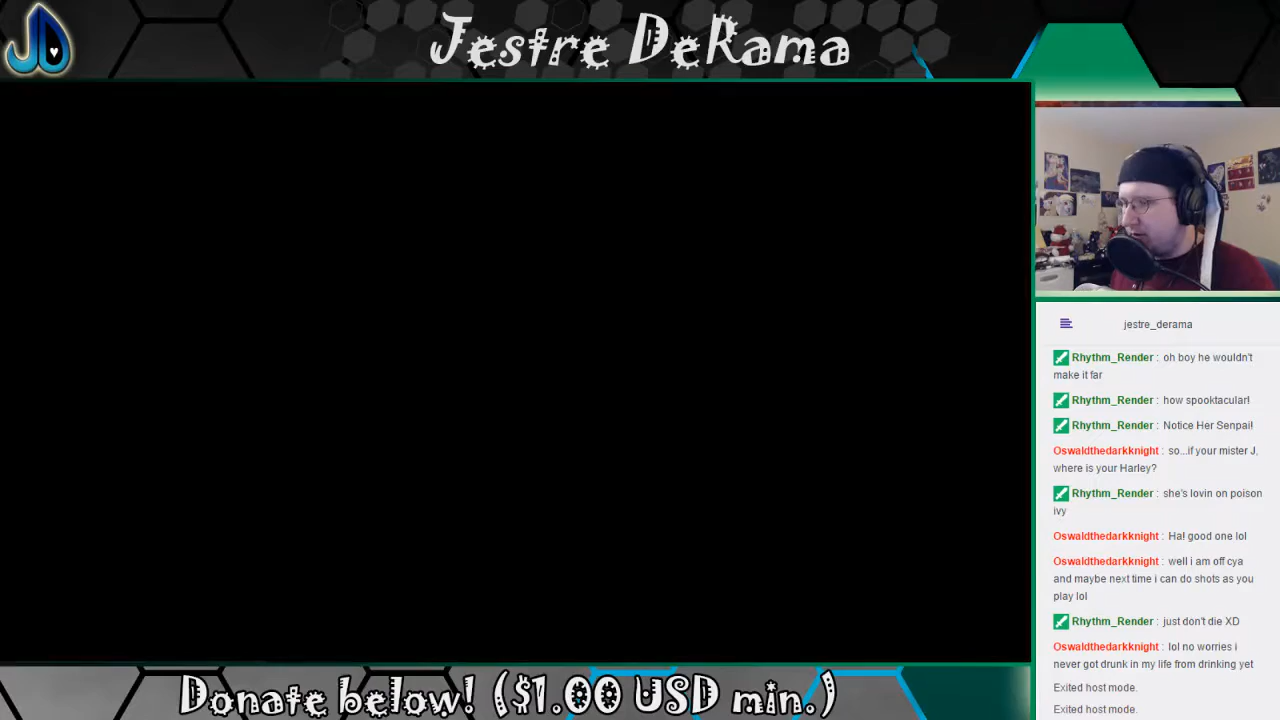 JD
Jestre DeRama
jestre_derama
Rhythm_Render : oh boy he wouldn't
make it far
Rhythm_Render : how spooktacular!
Rhythm_Render : Notice Her Senpai!
Oswaldthedarkknight : so...if your mister J,
where is your Harley?
Rhythm_Render : she's lovin on poison
ivy
Oswaldthedarkknight : Ha! good one lol
Oswaldthedarkknight : well i am off cya
and maybe next time i can do shots as you
play lol
Rhythm_Render : just don't die XD
Oswaldthedarkknight : lol no worries i
never got drunk in my life from drinking yet
Exited host mode.
Exited host mode.
Donate below! ($1.00 USD min.)